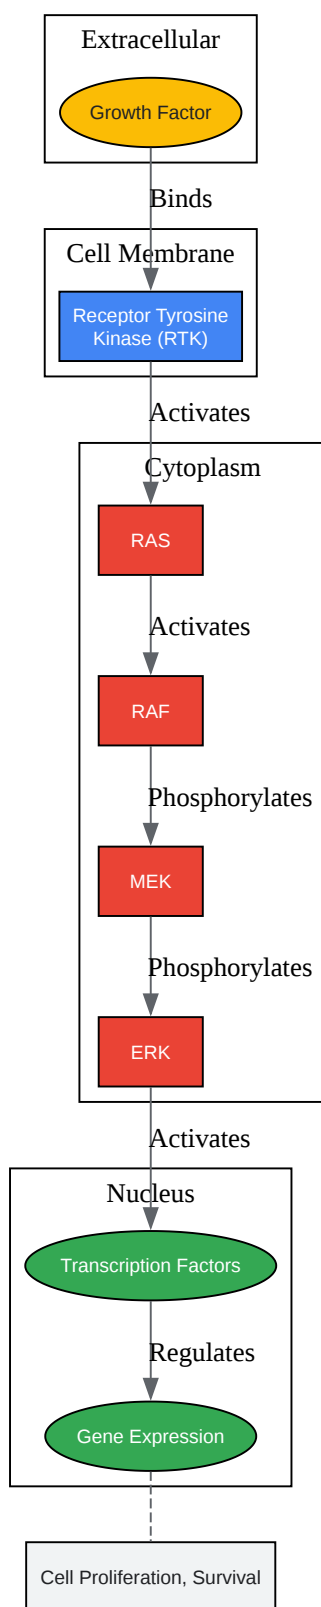 Extracellular
Growth Factor
Binds
Cell Membrane
Receptor Tyrosine
Kinase (RTK)
Activates
Cytoplasm
RAS
Activates
RAF
Phosphorylates
MEK
Phosphorylates
ERK
Activates
Nucleus
Transcription Factors
Regulates
Gene Expression
Cell Proliferation, Survival